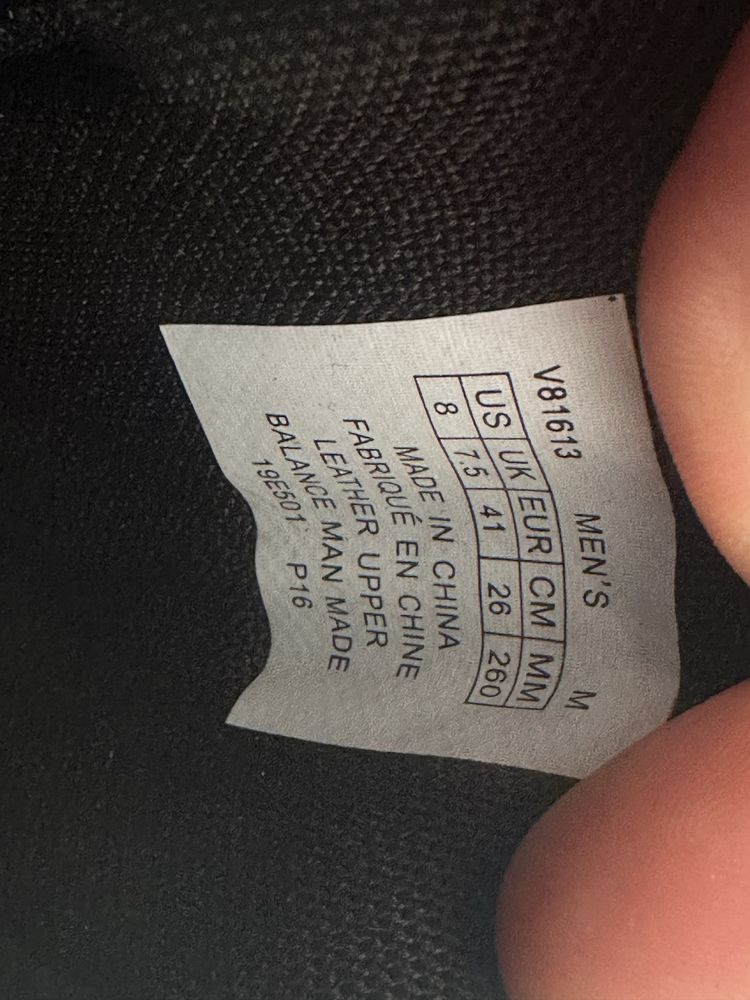 V81613 MEN'S M
US UK EUR CM MM
8 7.5 41 26 260
MADE IN CHINA
FABRIQUÉ EN CHINE
LEATHER UPPER
BALANCE MAN MADE
19E501 P16